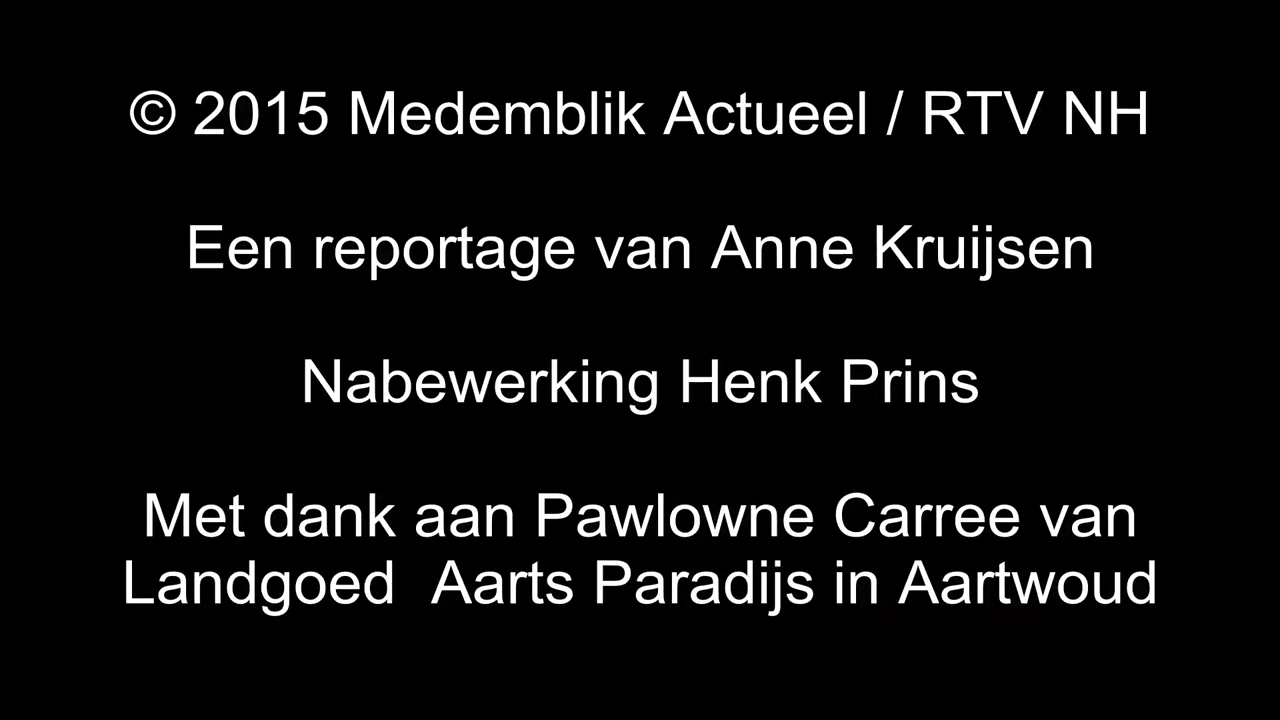 © 2015 Medemblik Actueel / RTV NH
Een reportage van Anne Kruijsen
Nabewerking Henk Prins
Met dank aan Pawlowne Carree van
Landgoed  Aarts Paradijs in Aartwoud